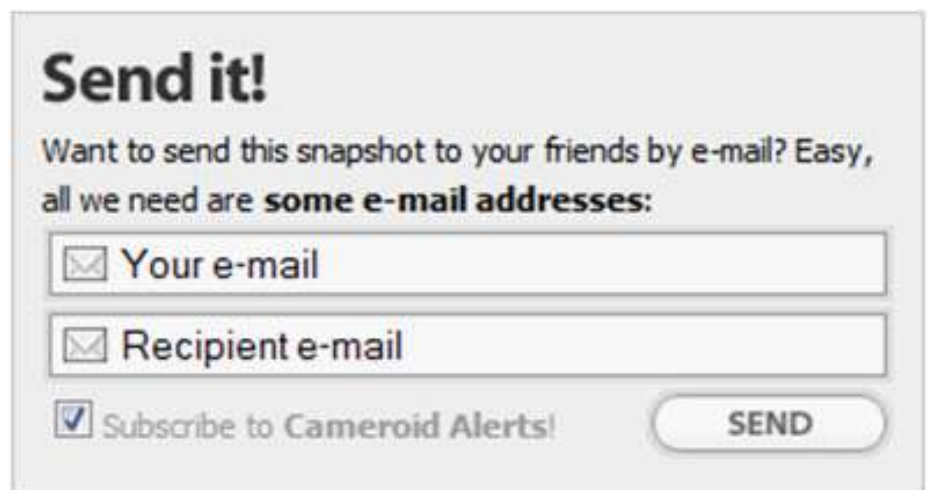 Send it!
Want to send this snapshot to your friends by e-mail? Easy,
all we need are some e-mail addresses:
Your e-mail
Recipient e-mail
Subscribe to Cameroid Alerts!
SEND